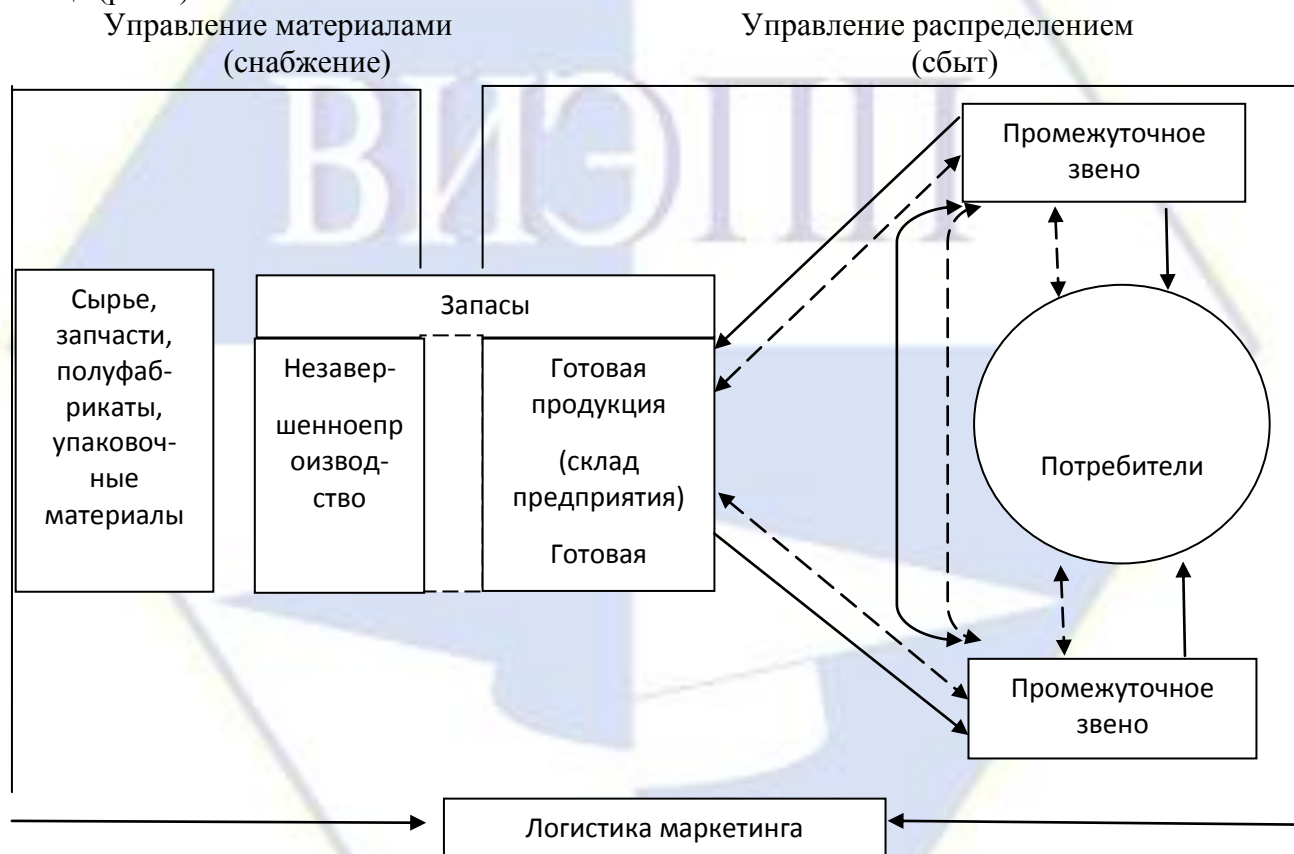 Управление материалами
(снабжение)
Управление распределением
(сбыт)
ВИЭПП
Промежуточное
звено
Сырье,
запчасти,
полуфаб-
рикаты,
упаковоч-
ные
материалы
Запасы
Незавер-
шенноепр
оизвод-
ство
Готовая
продукция
(склад
предприятия)
Готовая
Потребители
Промежуточное
звено
Логистика маркетинга